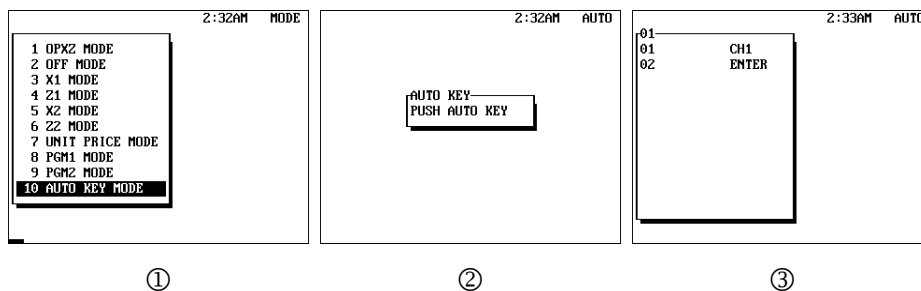 2:32AM MODE
1 OPX2 MODE
2 OFF MODE
3 X1 MODE
4 Z1 MODE
5 X2 MODE
6 Z2 MODE
7 UNIT PRICE MODE
8 PGM1 MODE
9 PGM2 MODE
10 AUTO KEY MODE
①
2:32AM AUTO
AUTO KEY
PUSH AUTO KEY
②
2:33AM AUTO
01
01 CH1
02 ENTER
③